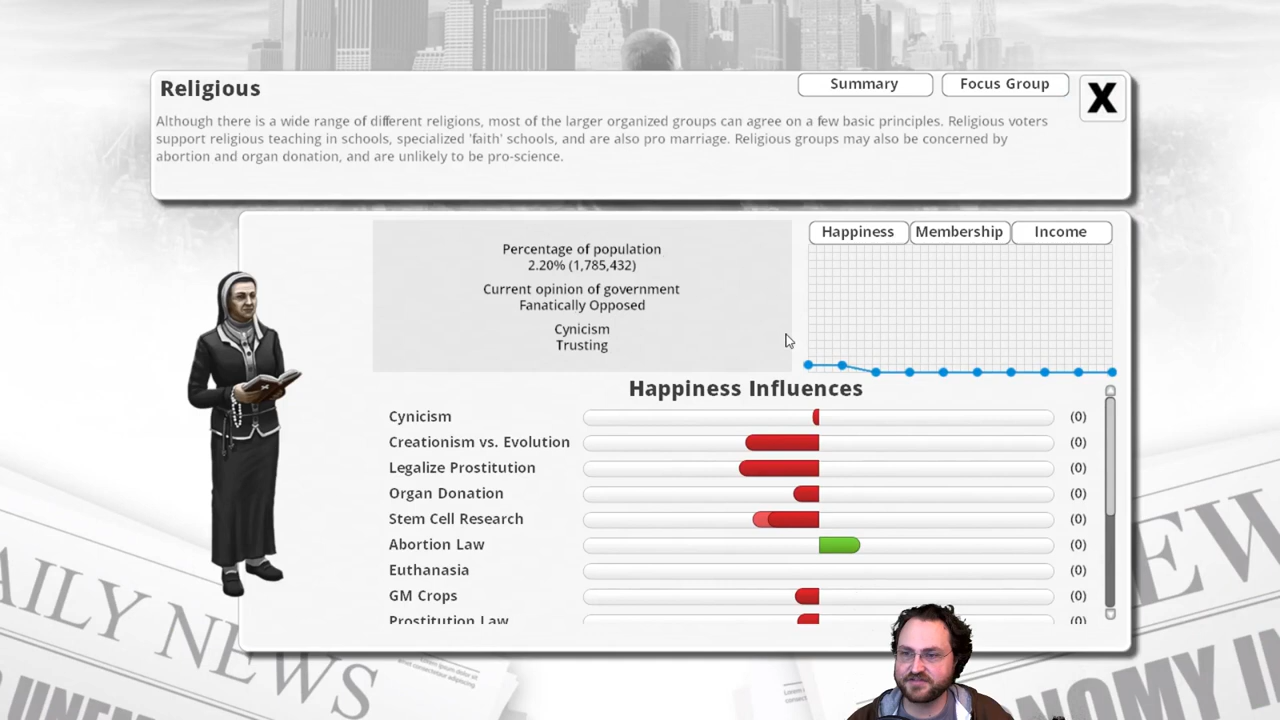 Religious
Summary
Focus Group
X
Although there is a wide range of different religions, most of the larger organized groups can agree on a few basic principles. Religious voters
support religious teaching in schools, specialized 'faith' schools, and are also pro marriage. Religious groups may also be concerned by
abortion and organ donation, and are unlikely to be pro-science.
Percentage of population
2.20% (1,785,432)
Current opinion of government
Fanatically Opposed
Cynicism
Trusting
Happiness
Membership
Income
Happiness Influences
Cynicism (0)
Creationism vs. Evolution (0)
Legalize Prostitution (0)
Organ Donation (0)
Stem Cell Research (0)
Abortion Law (0)
Euthanasia (0)
GM Crops (0)
Prostitution Law (0)
AILY NEWS
NEW